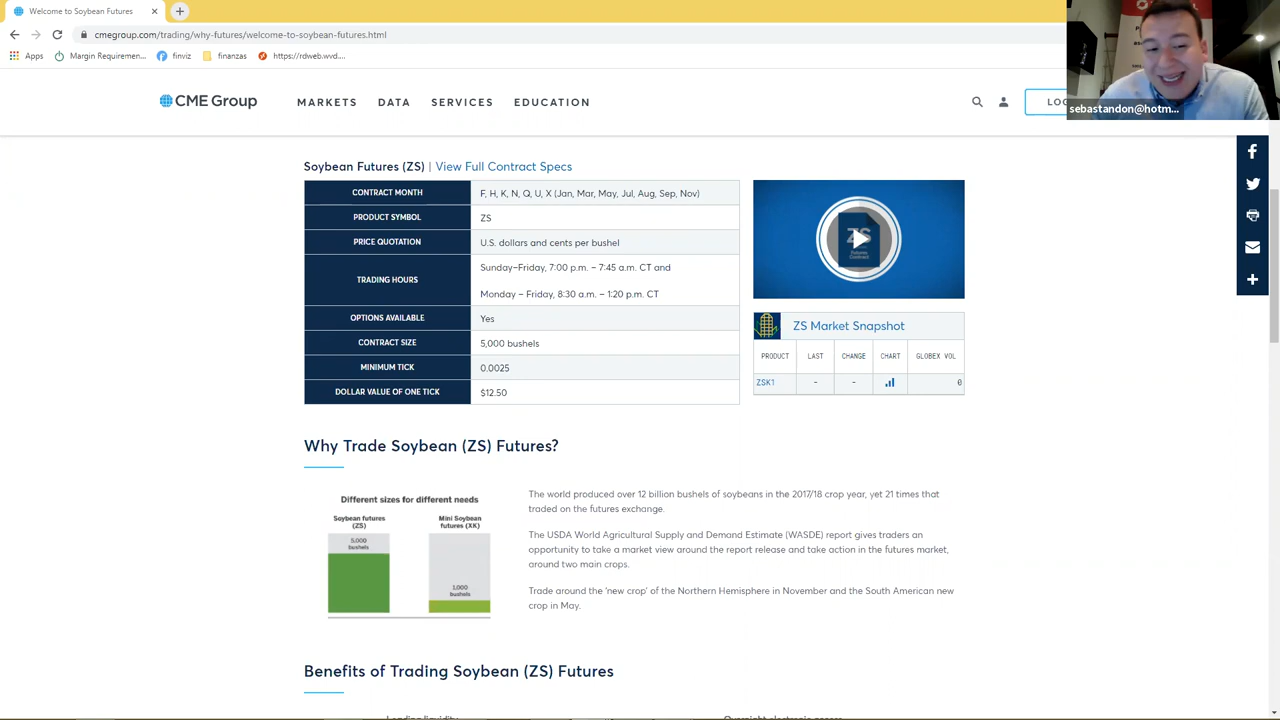 Welcome to Soybean Futures
cmegroup.com/trading/why-futures/welcome-to-soybean-futures.html
Apps
Margin Requiremen...
finviz
finanzas
https://rdweb.wvd....
CME Group
MARKETS
DATA
SERVICES
EDUCATION
LO
sebastandon@hotm...
Soybean Futures (ZS) | View Full Contract Specs
CONTRACT MONTH F, H, K, N, Q, U, X (Jan, Mar, May, Jul, Aug, Sep, Nov)
PRODUCT SYMBOL ZS
PRICE QUOTATION U.S. dollars and cents per bushel
TRADING HOURS Sunday–Friday, 7:00 p.m. – 7:45 a.m. CT and
Monday – Friday, 8:30 a.m. – 1:20 p.m. CT
OPTIONS AVAILABLE Yes
CONTRACT SIZE 5,000 bushels
MINIMUM TICK 0.0025
DOLLAR VALUE OF ONE TICK $12.50
ZS
Futures
Contract
ZS Market Snapshot
PRODUCT LAST CHANGE CHART GLOBEX VOL
ZSK1 - - 0
Why Trade Soybean (ZS) Futures?
Different sizes for different needs
Soybean futures
(ZS)
5,000
bushels
Mini Soybean
futures (XK)
1,000
bushels
The world produced over 12 billion bushels of soybeans in the 2017/18 crop year, yet 21 times that
traded on the futures exchange.
The USDA World Agricultural Supply and Demand Estimate (WASDE) report gives traders an
opportunity to take a market view around the report release and take action in the futures market,
around two main crops.
Trade around the 'new crop' of the Northern Hemisphere in November and the South American new
crop in May.
Benefits of Trading Soybean (ZS) Futures